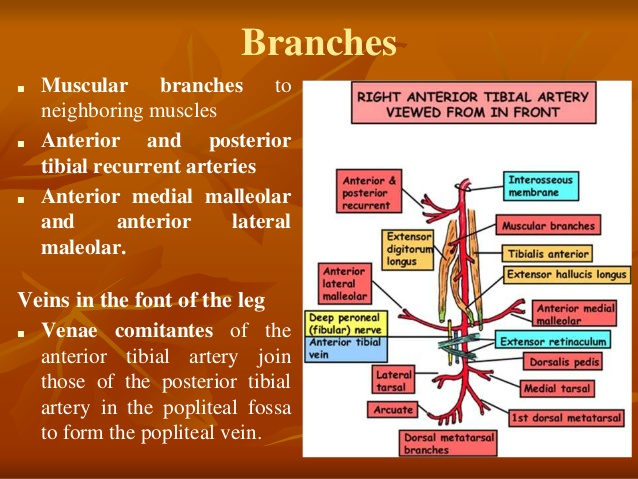 Branches
Muscular branches to
neighboring muscles
Anterior and posterior
tibial recurrent arteries
Anterior medial malleolar
and anterior lateral
maleolar.
Veins in the font of the leg
Venae comitantes of the
anterior tibial artery join
those of the posterior tibial
artery in the popliteal fossa
to form the popliteal vein.
RIGHT ANTERIOR TIBIAL ARTERY
VIEWED FROM IN FRONT
Anterior &
posterior
recurrent
Interosseous
membrane
Muscular branches
Extensor
digitorum
longus
Tibialis anterior
Extensor hallucis longus
Anterior
lateral
malleolar
Anterior medial
malleolar
Deep peroneal
(fibular) nerve
Anterior tibial
vein
Extensor retinaculum
Dorsalis pedis
Lateral
tarsal
Medial tarsal
Arcuate
1st dorsal metatarsal
Dorsal metatarsal
branches